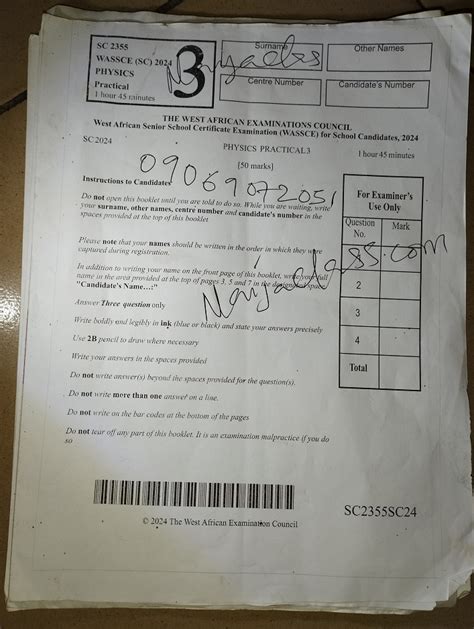 SC 2355
WASSCE (SC) 2024
PHYSICS
Practical
1 hour 45 minutes
3
Surname
Other Names
Centre Number
Candidate's Number
THE WEST AFRICAN EXAMINATIONS COUNCIL
West African Senior School Certificate Examination (WASSCE) for School Candidates, 2024
SC 2024
PHYSICS PRACTICAL 3
1 hour 45 minutes
[50 marks]
09069072051
Instructions to Candidates
Do not open this booklet until you are told to do so. While you are waiting, write
your surname, other names, centre number and candidate's number in the
spaces provided at the top of this booklet
Please note that your names should be written in the order in which they were
captured during registration.
In addition to writing your name on the front page of this booklet, write your full
name in the area provided at the top of pages 3, 5 and 7 in the designated space
"Candidate's Name...:"
Answer Three question only
Write boldly and legibly in ink (blue or black) and state your answers precisely
Use 2B pencil to draw where necessary
Write your answers in the spaces provided
Do not write answer(s) beyond the spaces provided for the question(s).
Do not write more than one answer on a line.
Do not write on the bar codes at the bottom of the pages
Do not tear off any part of this booklet. It is an examination malpractice if you do
so
For Examiner's
Use Only
Question No.
Mark
2
3
4
Total
© 2024 The West African Examination Council
SC2355SC24